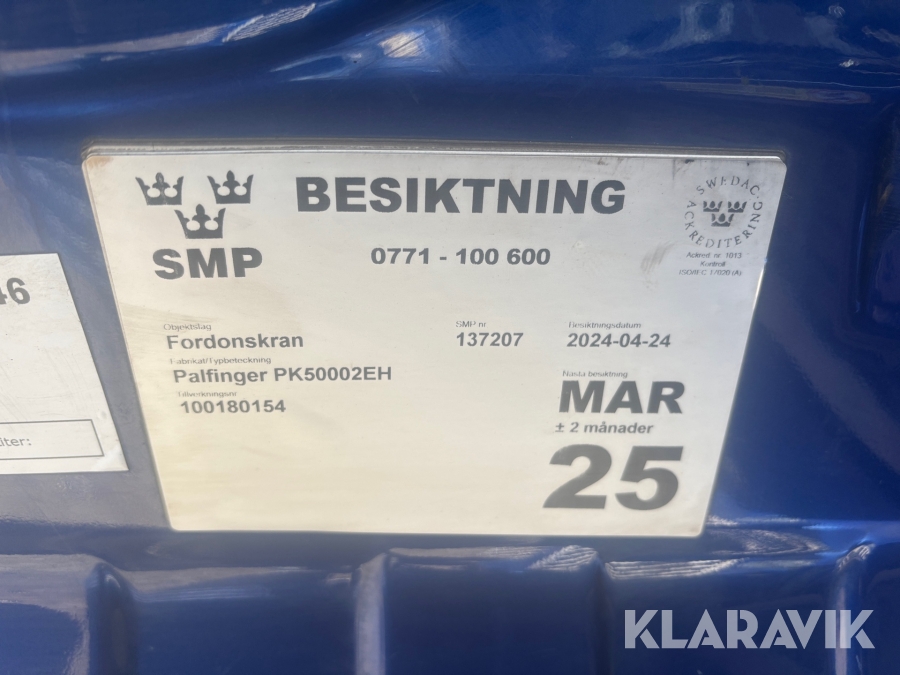 BESIKTNING
SMP
0771 - 100 600
SWEDAC ACKREDITERING
Ackred. nr. 1013
Kontroll
ISO/IEC 17020 (A)
Objektslag
Fordonskran
SMP nr
137207
Besiktningsdatum
2024-04-24
Fabrikat/Typbeteckning
Palfinger PK50002EH
Tillverkningsnr
100180154
Nästa besiktning
MAR
± 2 månader
25
46
iter:
KLARAVIK